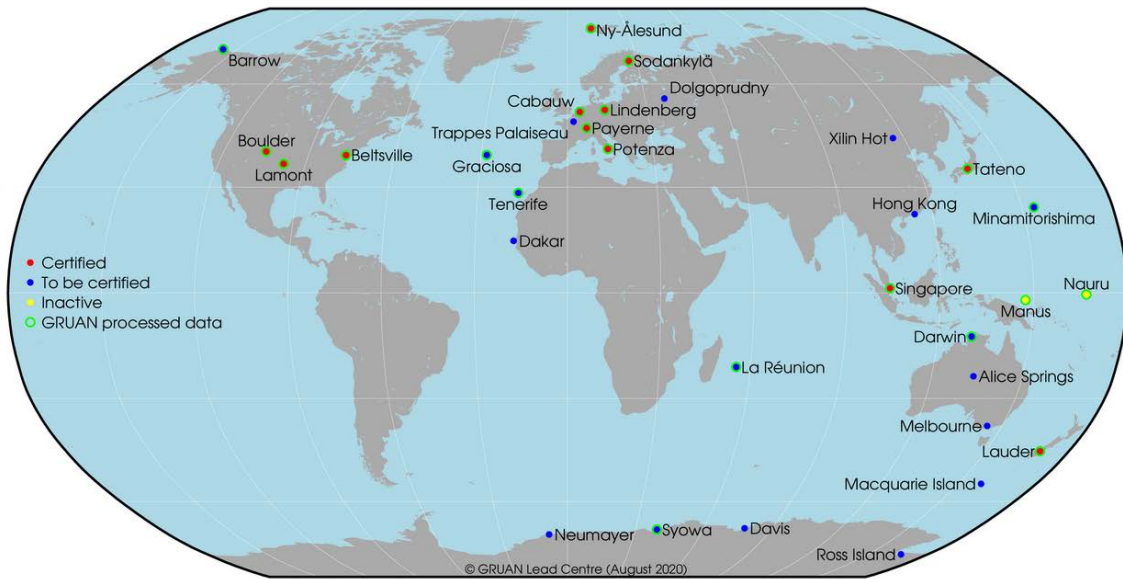 Ny-Ålesund
Barrow
Sodankylä
Dolgoprudny
Cabauw
Lindenberg
Trappes Palaiseau
Payerne
Xilin Hot
Boulder
Beltsville
Potenza
Graciosa
Lamont
Tateno
Tenerife
Hong Kong
Minamitorishima
Dakar
Certified
To be certified
Inactive
GRUAN processed data
Singapore
Nauru
Manus
Darwin
La Réunion
Alice Springs
Melbourne
Lauder
Macquarie Island
Neumayer
Syowa
Davis
Ross Island
© GRUAN Lead Centre (August 2020)